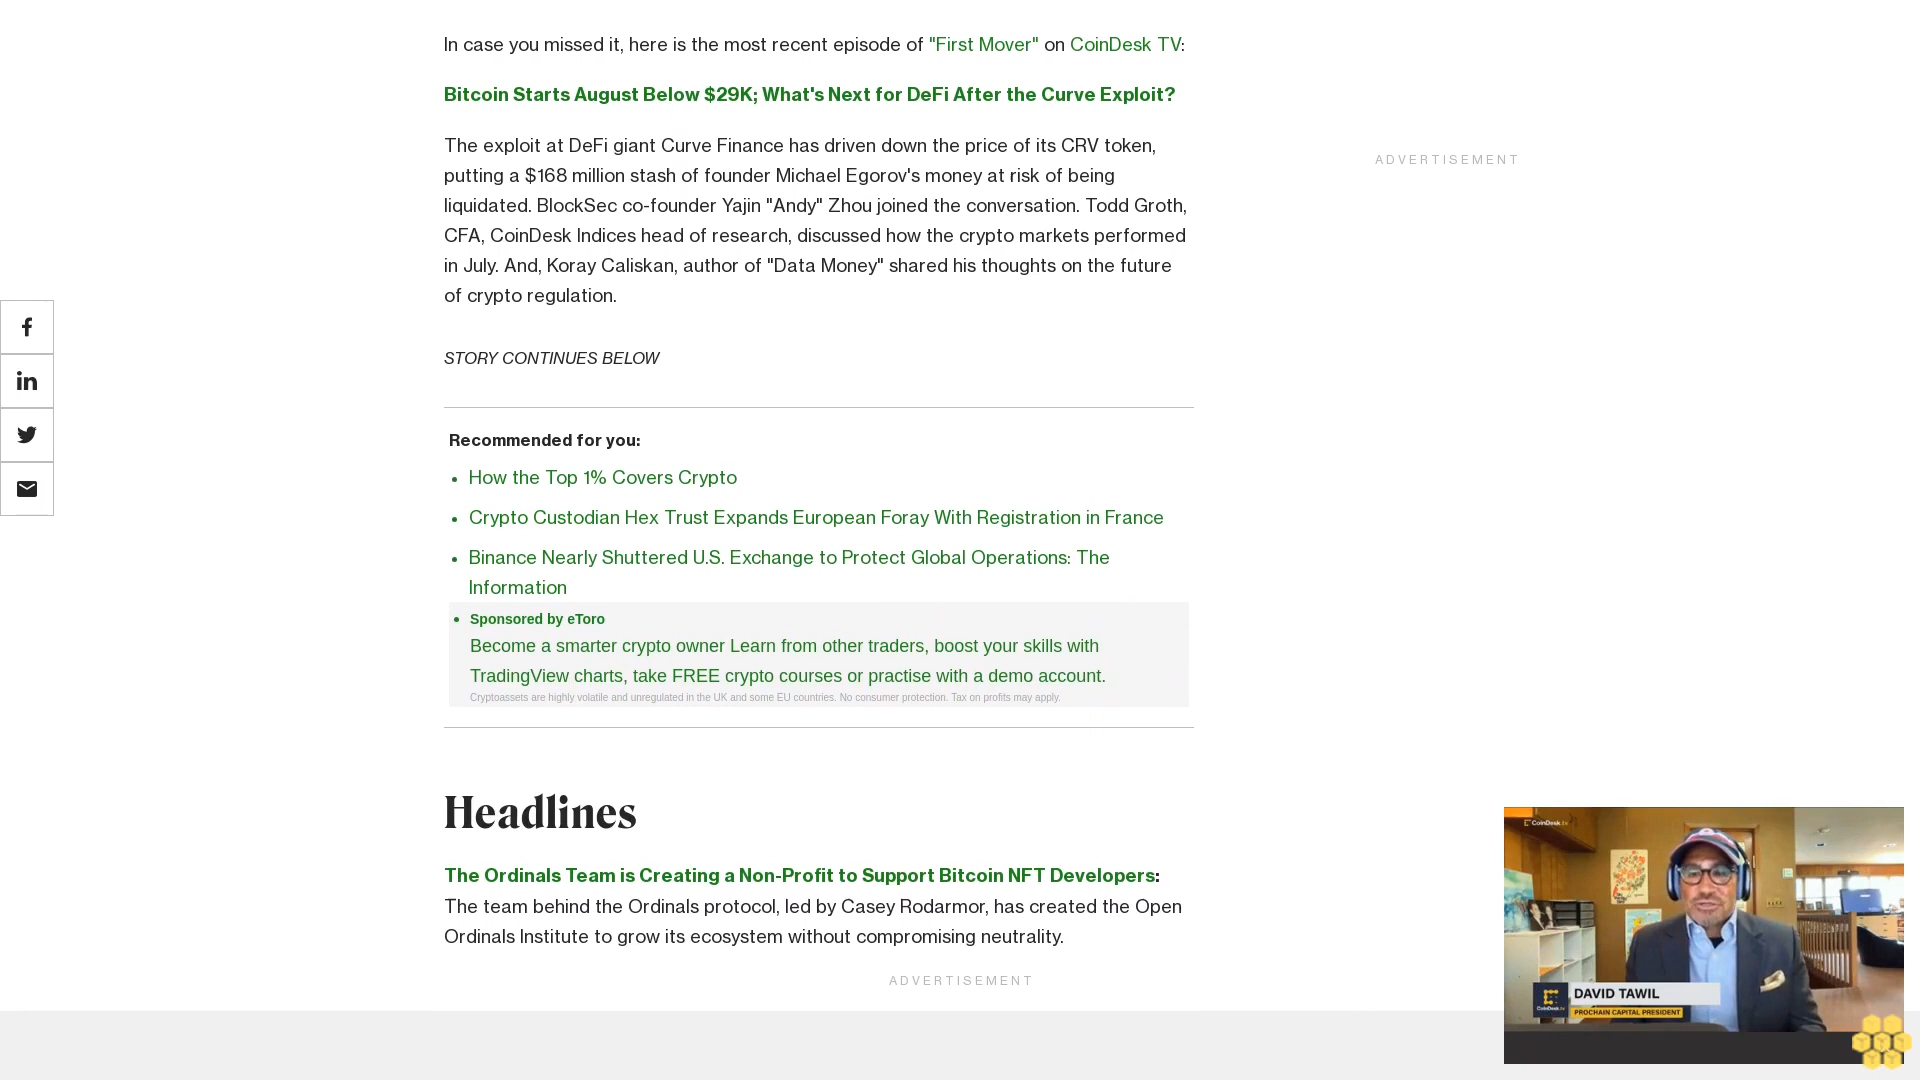 In case you missed it, here is the most recent episode of "First Mover" on CoinDesk TV:
Bitcoin Starts August Below $29K; What's Next for DeFi After the Curve Exploit?
The exploit at DeFi giant Curve Finance has driven down the price of its CRV token,
putting a $168 million stash of founder Michael Egorov's money at risk of being
liquidated. BlockSec co-founder Yajin "Andy" Zhou joined the conversation. Todd Groth,
CFA, CoinDesk Indices head of research, discussed how the crypto markets performed
in July. And, Koray Caliskan, author of "Data Money" shared his thoughts on the future
of crypto regulation.
ADVERTISEMENT
STORY CONTINUES BELOW
Recommended for you:
• How the Top 1% Covers Crypto
• Crypto Custodian Hex Trust Expands European Foray With Registration in France
• Binance Nearly Shuttered U.S. Exchange to Protect Global Operations: The
Information
• Sponsored by eToro
Become a smarter crypto owner Learn from other traders, boost your skills with
TradingView charts, take FREE crypto courses or practise with a demo account.
Cryptoassets are highly volatile and unregulated in the UK and some EU countries. No consumer protection. Tax on profits may apply.
Headlines
The Ordinals Team is Creating a Non-Profit to Support Bitcoin NFT Developers:
The team behind the Ordinals protocol, led by Casey Rodarmor, has created the Open
Ordinals Institute to grow its ecosystem without compromising neutrality.
ADVERTISEMENT
CoinDesk tv
DAVID TAWIL
PROCHAIN CAPITAL PRESIDENT
CoinDesk tv